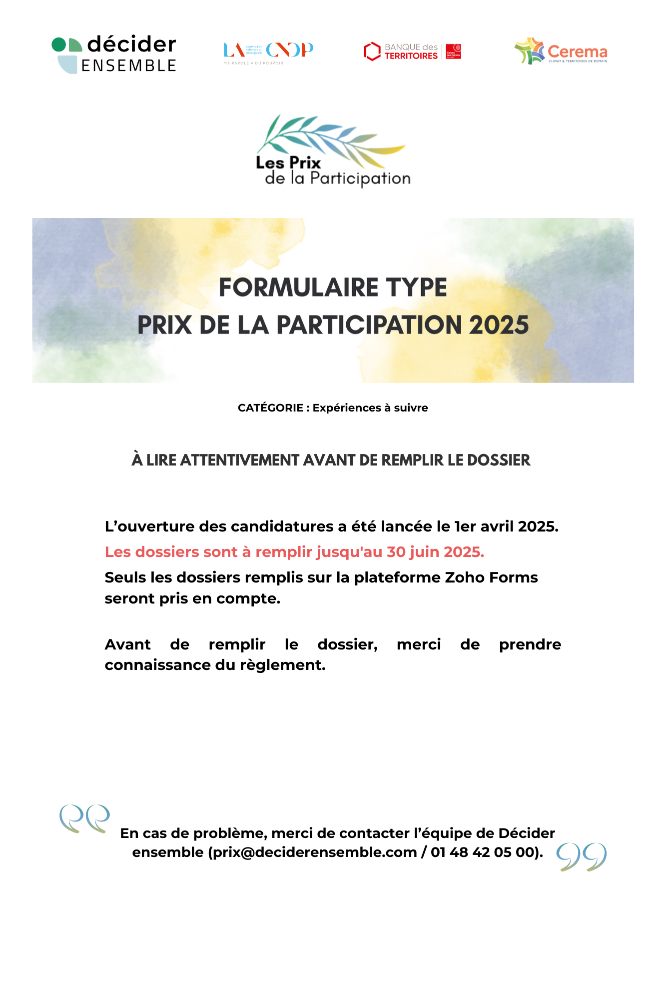 décider
ENSEMBLE
LA commission nationale du débat public CNDP
MA PAROLE A DU POUVOIR
BANQUE des
TERRITOIRES
Caisse
des Dépôts
Cerema
CLIMAT & TERRITOIRES DE DEMAIN
Les Prix
de la Participation
FORMULAIRE TYPE
PRIX DE LA PARTICIPATION 2025
CATÉGORIE : Expériences à suivre
À LIRE ATTENTIVEMENT AVANT DE REMPLIR LE DOSSIER
L’ouverture des candidatures a été lancée le 1er avril 2025.
Les dossiers sont à remplir jusqu'au 30 juin 2025.
Seuls les dossiers remplis sur la plateforme Zoho Forms
seront pris en compte.
Avant de remplir le dossier, merci de prendre
connaissance du règlement.
En cas de problème, merci de contacter l’équipe de Décider
ensemble (prix@deciderensemble.com / 01 48 42 05 00).